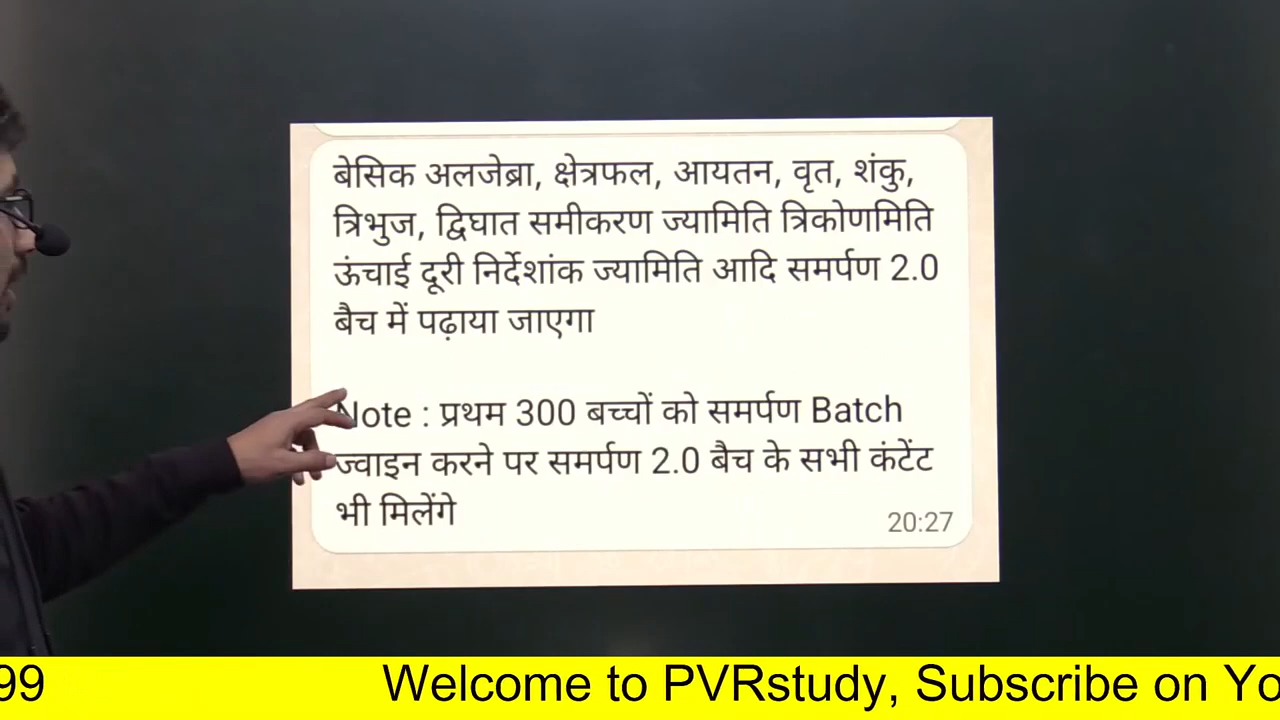 बेसिक अलजेब्रा, क्षेत्रफल, आयतन, वृत, शंकु,
त्रिभुज, द्विघात समीकरण ज्यामिति त्रिकोणमिति
ऊंचाई दूरी निर्देशांक ज्यामिति आदि समर्पण 2.0
बैच में पढ़ाया जाएगा
Note : प्रथम 300 बच्चों को समर्पण Batch
ज्वाइन करने पर समर्पण 2.0 बैच के सभी कंटेंट
भी मिलेंगे
20:27
99 Welcome to PVRstudy, Subscribe on Yo